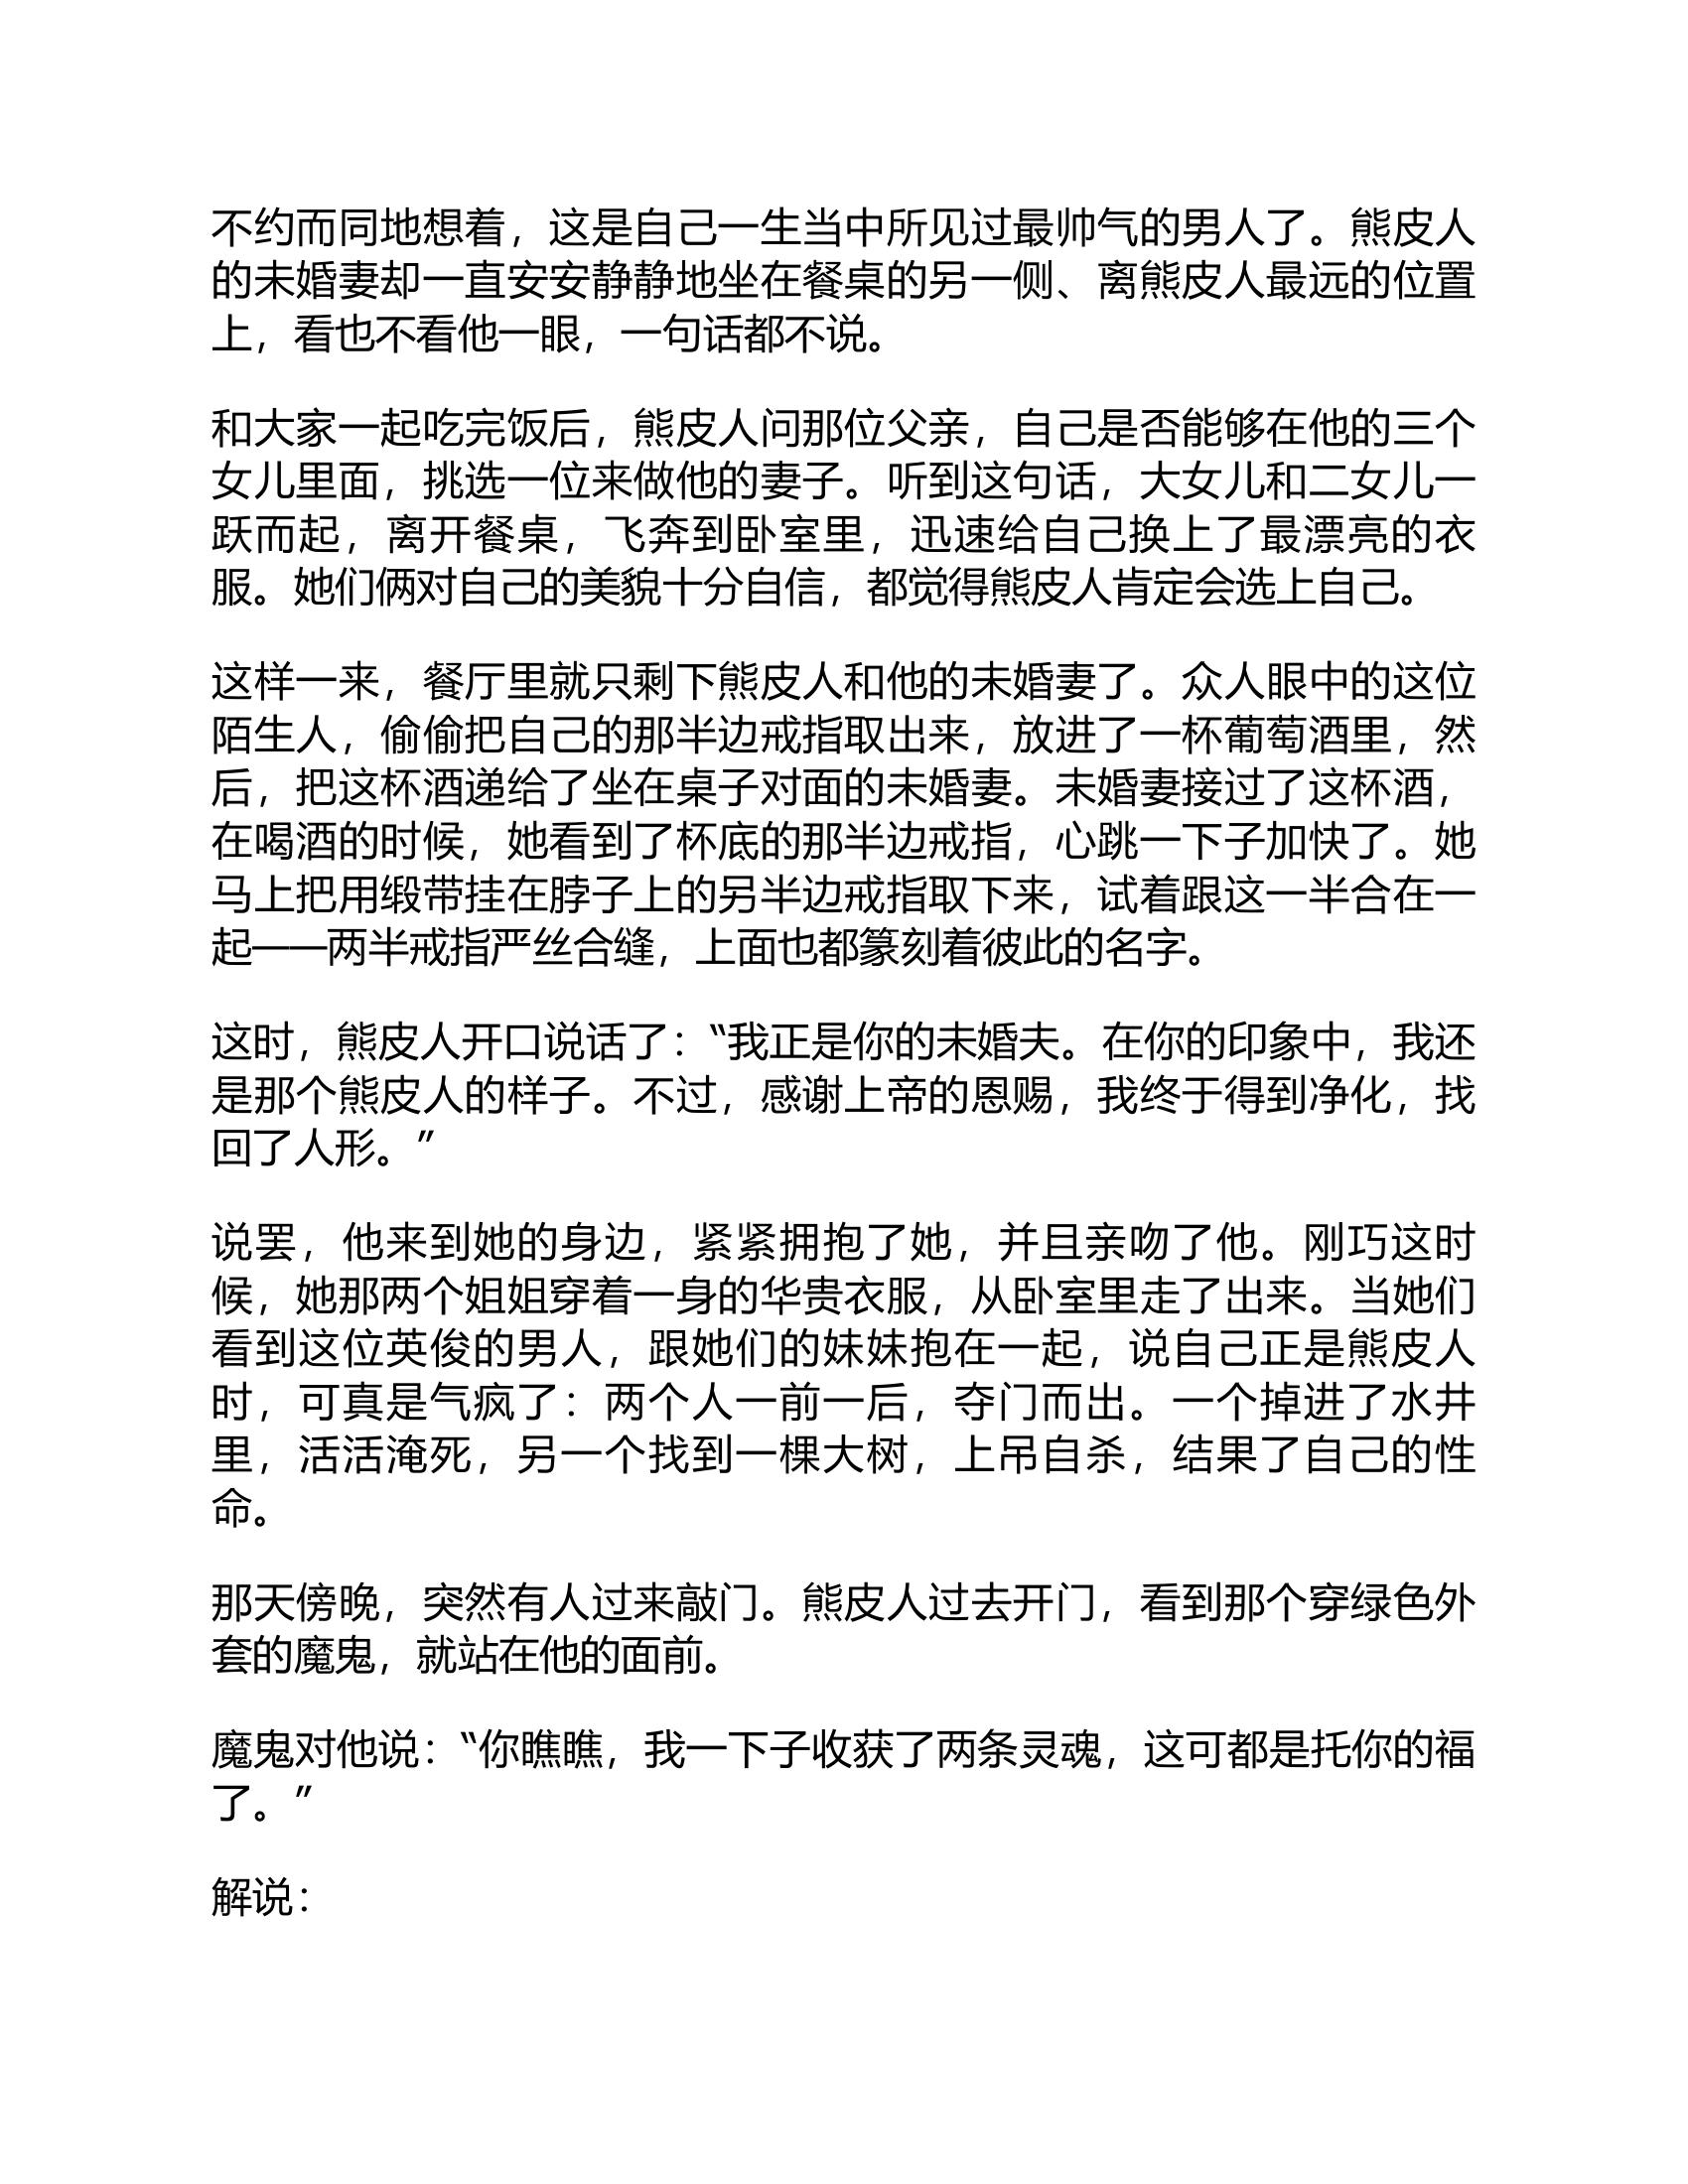 不约而同地想着，这是自己一生当中所见过最帅气的男人了。熊皮人
的未婚妻却一直安安静静地坐在餐桌的另一侧、离熊皮人最远的位置
上，看也不看他一眼，一句话都不说。
和大家一起吃完饭后，熊皮人问那位父亲，自己是否能够在他的三个
女儿里面，挑选一位来做他的妻子。听到这句话，大女儿和二女儿一
跃而起，离开餐桌，飞奔到卧室里，迅速给自己换上了最漂亮的衣
服。她们俩对自己的美貌十分自信，都觉得熊皮人肯定会选上自己。
这样一来，餐厅里就只剩下熊皮人和他的未婚妻了。众人眼中的这位
陌生人，偷偷把自己的那半边戒指取出来，放进了一杯葡萄酒里，然
后，把这杯酒递给了坐在桌子对面的未婚妻。未婚妻接过了这杯酒，
在喝酒的时候，她看到了杯底的那半边戒指，心跳一下子加快了。她
马上把用缎带挂在脖子上的另半边戒指取下来，试着跟这一半合在一
起——两半戒指严丝合缝，上面也都篆刻着彼此的名字。
这时，熊皮人开口说话了：“我正是你的未婚夫。在你的印象中，我还
是那个熊皮人的样子。不过，感谢上帝的恩赐，我终于得到净化，找
回了人形。”
说罢，他来到她的身边，紧紧拥抱了她，并且亲吻了他。刚巧这时
候，她那两个姐姐穿着一身的华贵衣服，从卧室里走了出来。当她们
看到这位英俊的男人，跟她们的妹妹抱在一起，说自己正是熊皮人
时，可真是气疯了：两个人一前一后，夺门而出。一个掉进了水井
里，活活淹死，另一个找到一棵大树，上吊自杀，结果了自己的性
命。
那天傍晚，突然有人过来敲门。熊皮人过去开门，看到那个穿绿色外
套的魔鬼，就站在他的面前。
魔鬼对他说：“你瞧瞧，我一下子收获了两条灵魂，这可都是托你的福
了。”
解说：